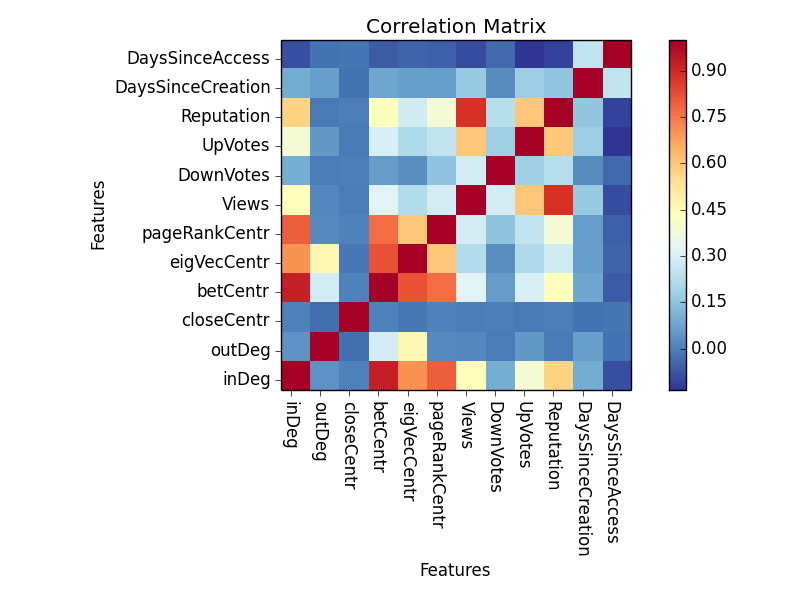 Correlation Matrix
DaysSinceAccess
DaysSinceCreation
Reputation
UpVotes
DownVotes
Views
pageRankCentr
eigVecCentr
betCentr
closeCentr
outDeg
inDeg
Features
inDeg
outDeg
closeCentr
betCentr
eigVecCentr
pageRankCentr
Views
DownVotes
UpVotes
Reputation
DaysSinceCreation
DaysSinceAccess
Features
0.90
0.75
0.60
0.45
0.30
0.15
0.00